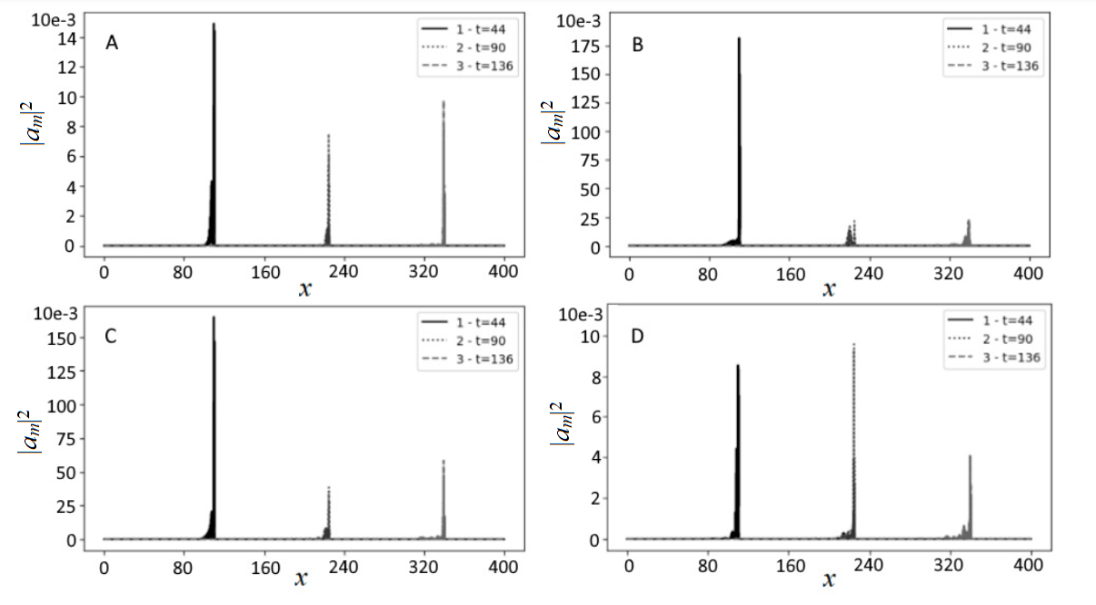 10e-3
A
14
12
10
8
6
4
2
0
|a_m|^2
0 80 160 240 320 400
x
1 - t=44
2 - t=90
3 - t=136
10e-3
B
175
150
125
100
75
50
25
0
|a_m|^2
0 80 160 240 320 400
x
1 - t=44
2 - t=90
3 - t=136
10e-3
C
150
125
100
75
50
25
0
|a_m|^2
0 80 160 240 320 400
x
1 - t=44
2 - t=90
3 - t=136
10e-3
D
10
8
6
4
2
0
|a_m|^2
0 80 160 240 320 400
x
1 - t=44
2 - t=90
3 - t=136